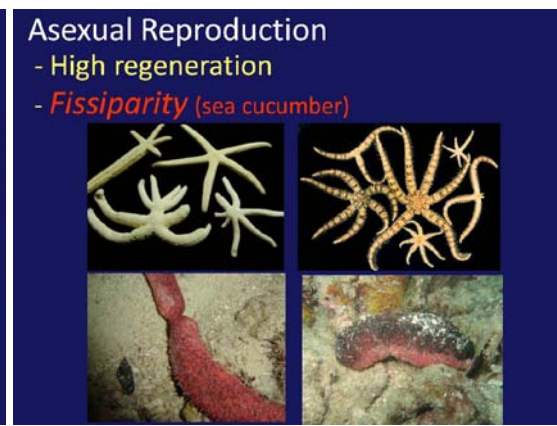 Asexual Reproduction
- High regeneration
- Fissiparity (sea cucumber)